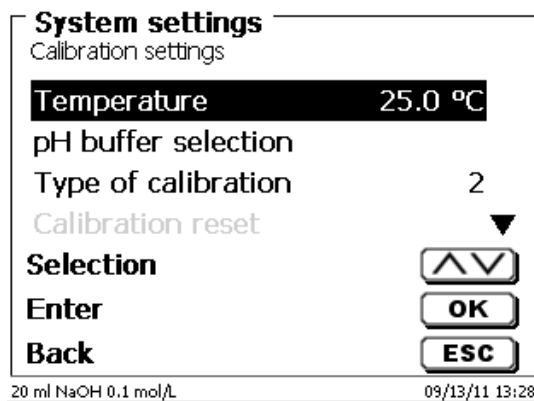 System settings
Calibration settings
Temperature 25.0 ºC
pH buffer selection
Type of calibration 2
Calibration reset
Selection
Enter OK
Back ESC
20 ml NaOH 0.1 mol/L 09/13/11 13:28